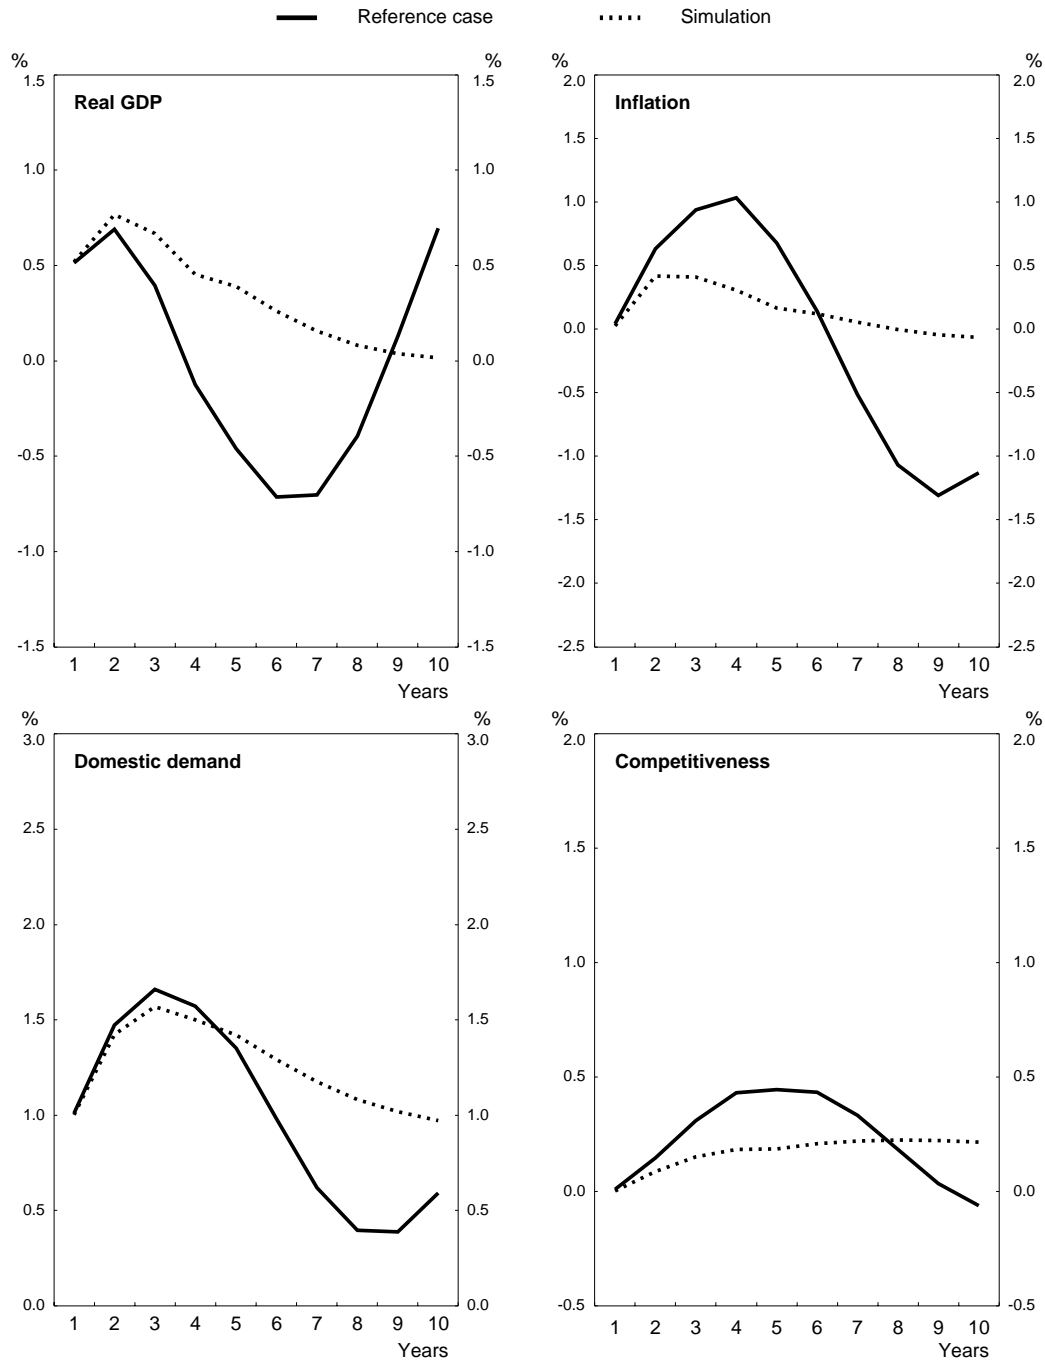 Reference case Simulation
% % % %
1.5 1.5 2.0 2.0
Real GDP Inflation
1.5 1.5
1.0 1.0
1.0 1.0
0.5 0.5
0.5 0.5
0.0 0.0
0.0 0.0
-0.5 -0.5
-0.5 -0.5
-1.0 -1.0
-1.5 -1.5
-1.0 -1.0
-2.0 -2.0
-1.5 -1.5 -2.5 -2.5
1 2 3 4 5 6 7 8 9 10 1 2 3 4 5 6 7 8 9 10
Years Years
% % % %
3.0 3.0 2.0 2.0
Domestic demand Competitiveness
2.5 2.5
1.5 1.5
2.0 2.0
1.0 1.0
1.5 1.5
0.5 0.5
1.0 1.0
0.0 0.0
0.5 0.5
0.0 0.0 -0.5 -0.5
1 2 3 4 5 6 7 8 9 10 1 2 3 4 5 6 7 8 9 10
Years Years